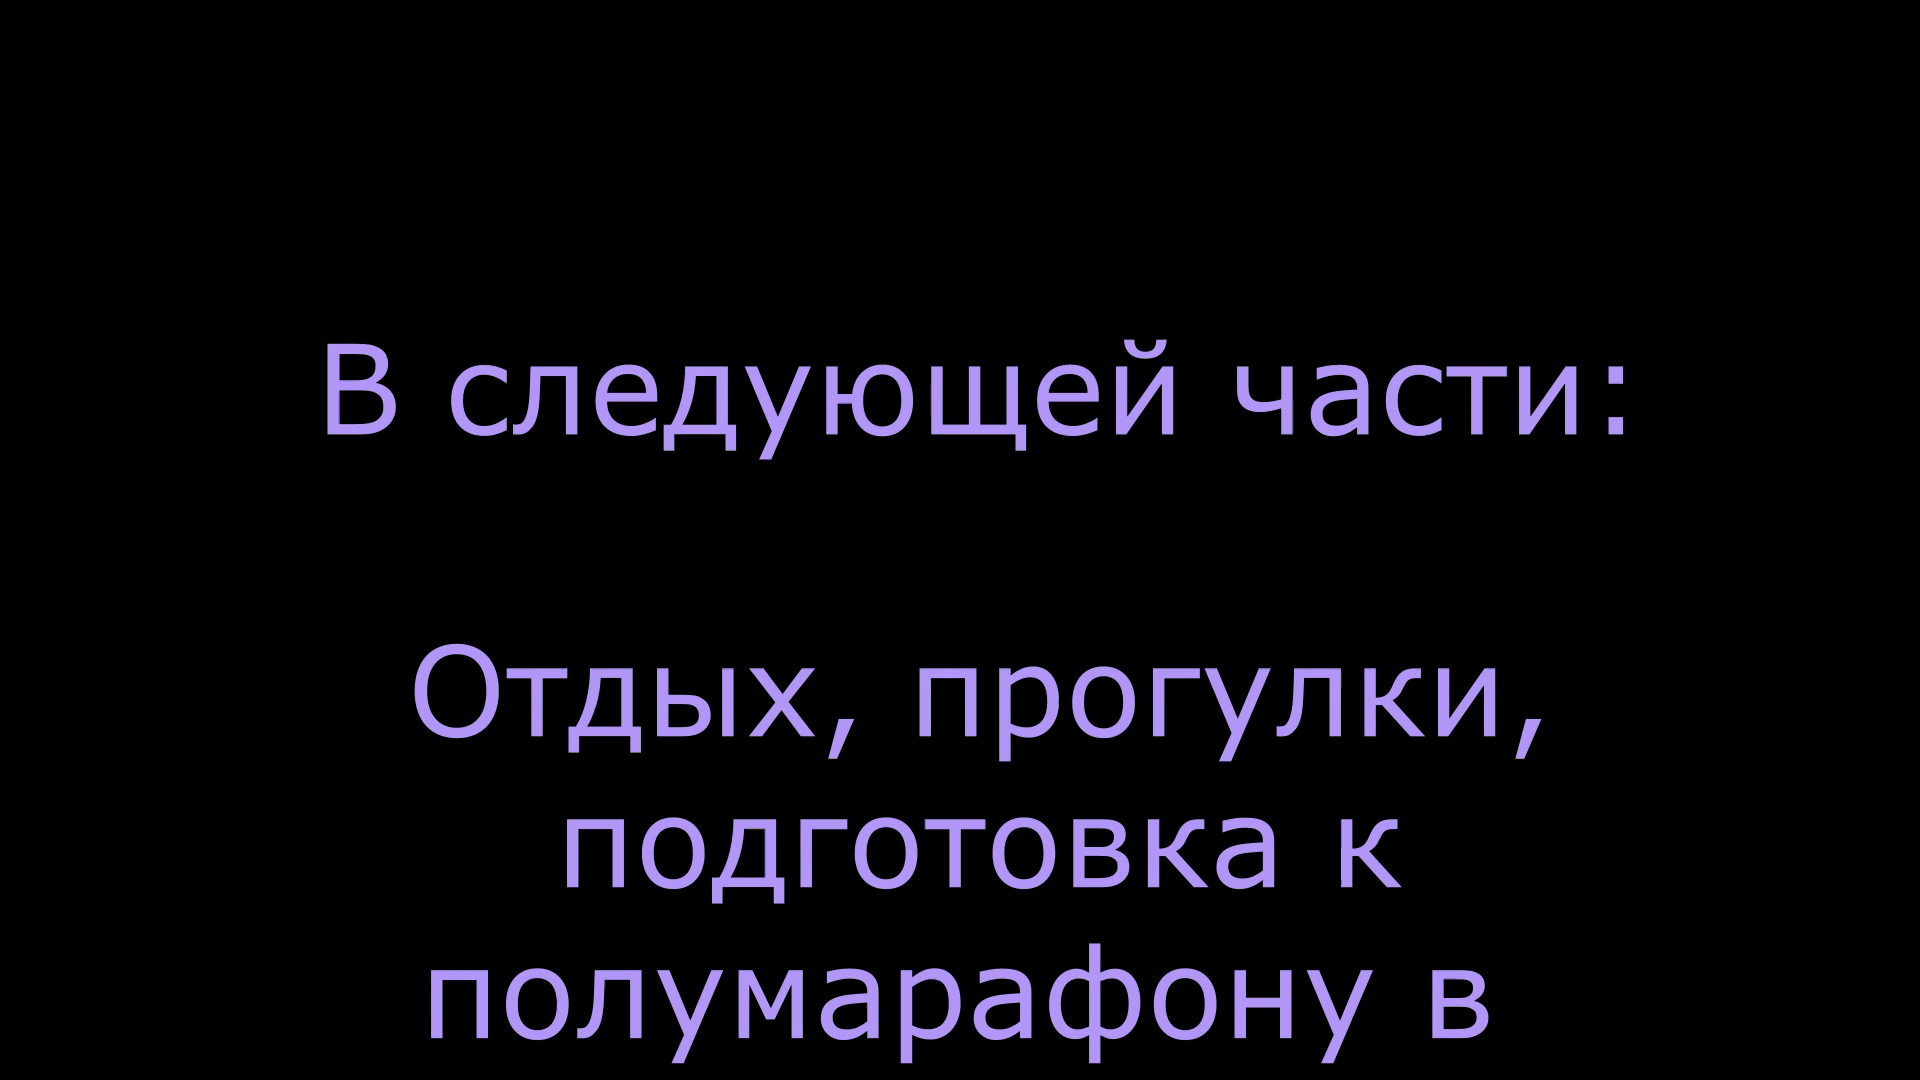 В следующей части:
Отдых, прогулки,
подготовка к
полумарафону в